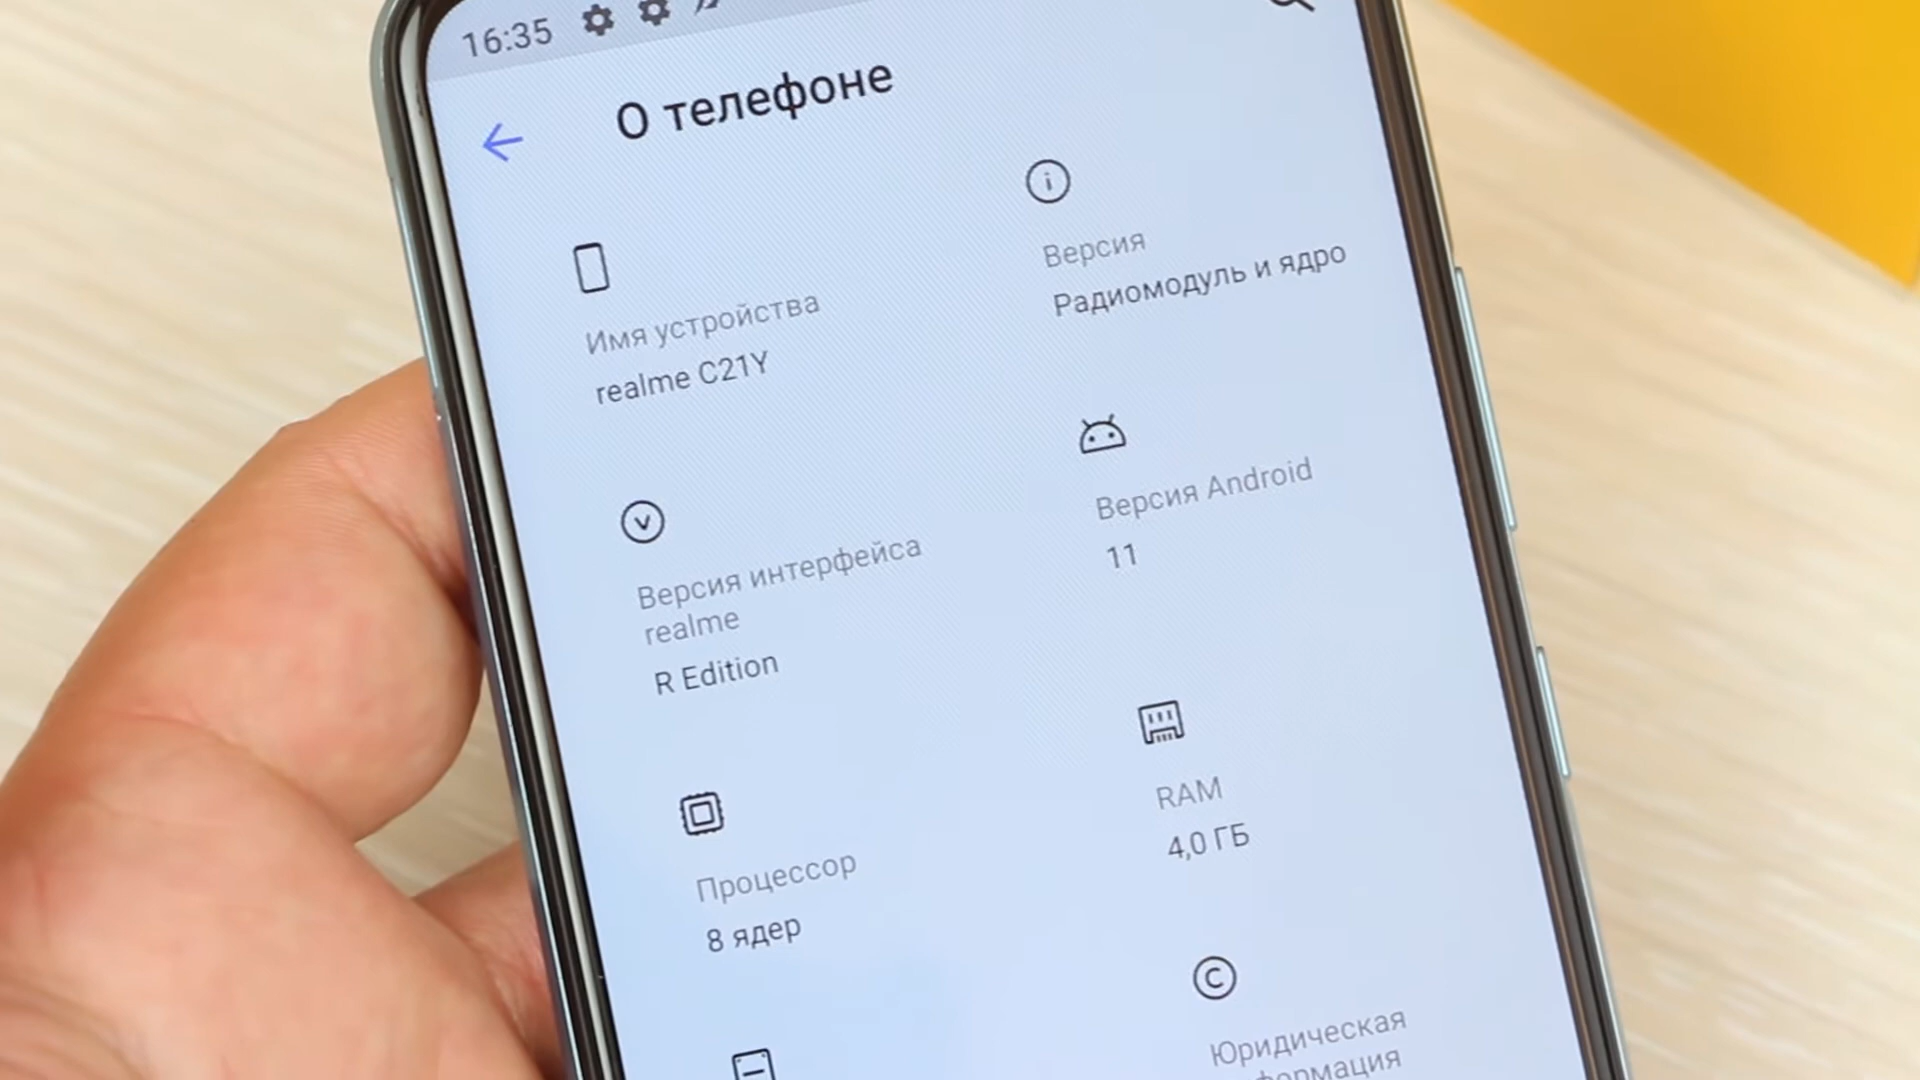 16:35
О телефоне
Имя устройства
realme C21Y
Версия
Радиомодуль и ядро
Версия интерфейса
realme
R Edition
Версия Android
11
Процессор
8 ядер
RAM
4,0 ГБ
Юридическая